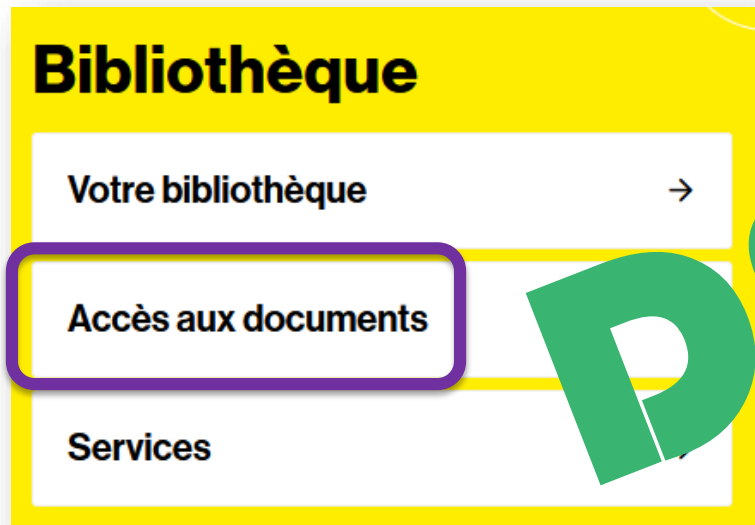 Bibliothèque
Votre bibliothèque →
Accès aux documents
Services